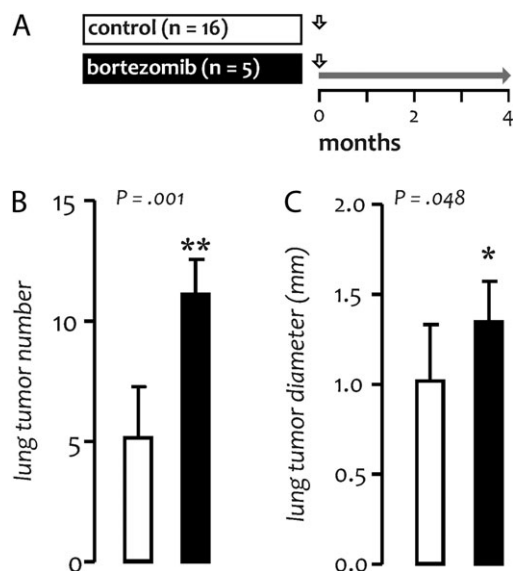 A
control (n = 16)
bortezomib (n = 5)
0 2 4
months
B
P = .001
lung tumor number
15
10
5
0
**
C
P = .048
lung tumor diameter (mm)
2.0
1.5
1.0
0.5
0.0
*